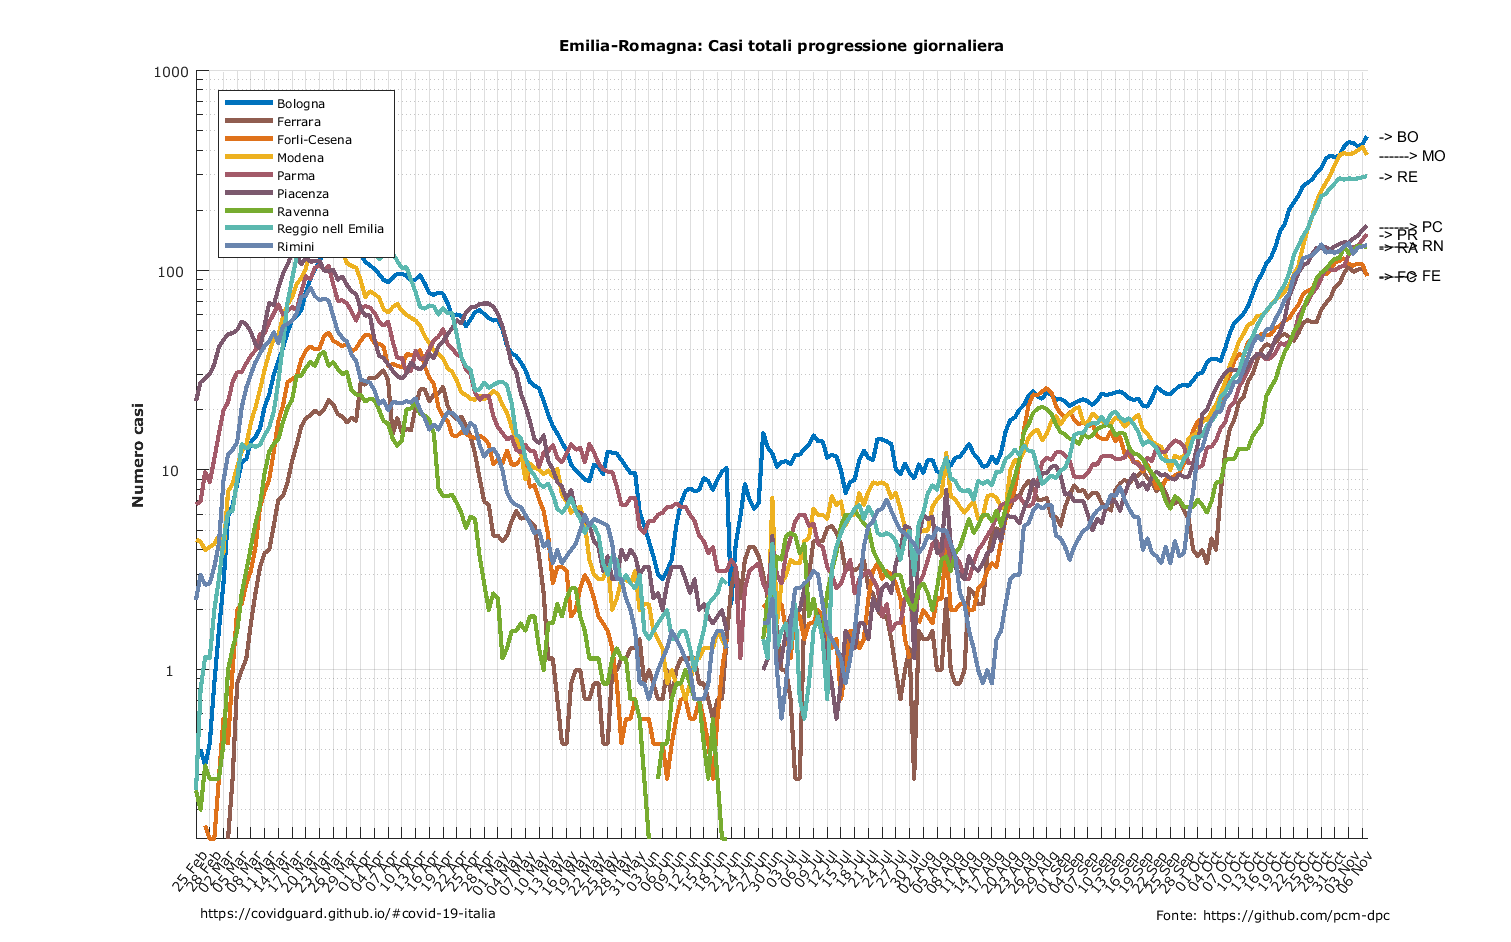 Emilia-Romagna: Casi totali progressione giornaliera
1000
100
10
1
Numero casi
Bologna
Ferrara
Forli-Cesena
Modena
Parma
Piacenza
Ravenna
Reggio nell Emilia
Rimini
-> BO
------> MO
-> RE
------> PC
-> PR
-> RA
------> RN
-> FC
------> FE
25 Feb
28 Feb
02 Mar
05 Mar
08 Mar
11 Mar
14 Mar
17 Mar
20 Mar
23 Mar
26 Mar
29 Mar
01 Apr
04 Apr
07 Apr
10 Apr
13 Apr
16 Apr
19 Apr
22 Apr
25 Apr
28 Apr
01 May
04 May
07 May
10 May
13 May
16 May
19 May
22 May
25 May
28 May
31 May
03 Jun
06 Jun
09 Jun
12 Jun
15 Jun
18 Jun
21 Jun
24 Jun
27 Jun
30 Jun
03 Jul
06 Jul
09 Jul
12 Jul
15 Jul
18 Jul
21 Jul
24 Jul
27 Jul
30 Jul
02 Aug
05 Aug
08 Aug
11 Aug
14 Aug
17 Aug
20 Aug
23 Aug
26 Aug
29 Aug
01 Sep
04 Sep
07 Sep
10 Sep
13 Sep
16 Sep
19 Sep
22 Sep
25 Sep
28 Sep
01 Oct
04 Oct
07 Oct
10 Oct
13 Oct
16 Oct
19 Oct
22 Oct
25 Oct
28 Oct
31 Oct
03 Nov
06 Nov
https://covidguard.github.io/#covid-19-italia
Fonte: https://github.com/pcm-dpc